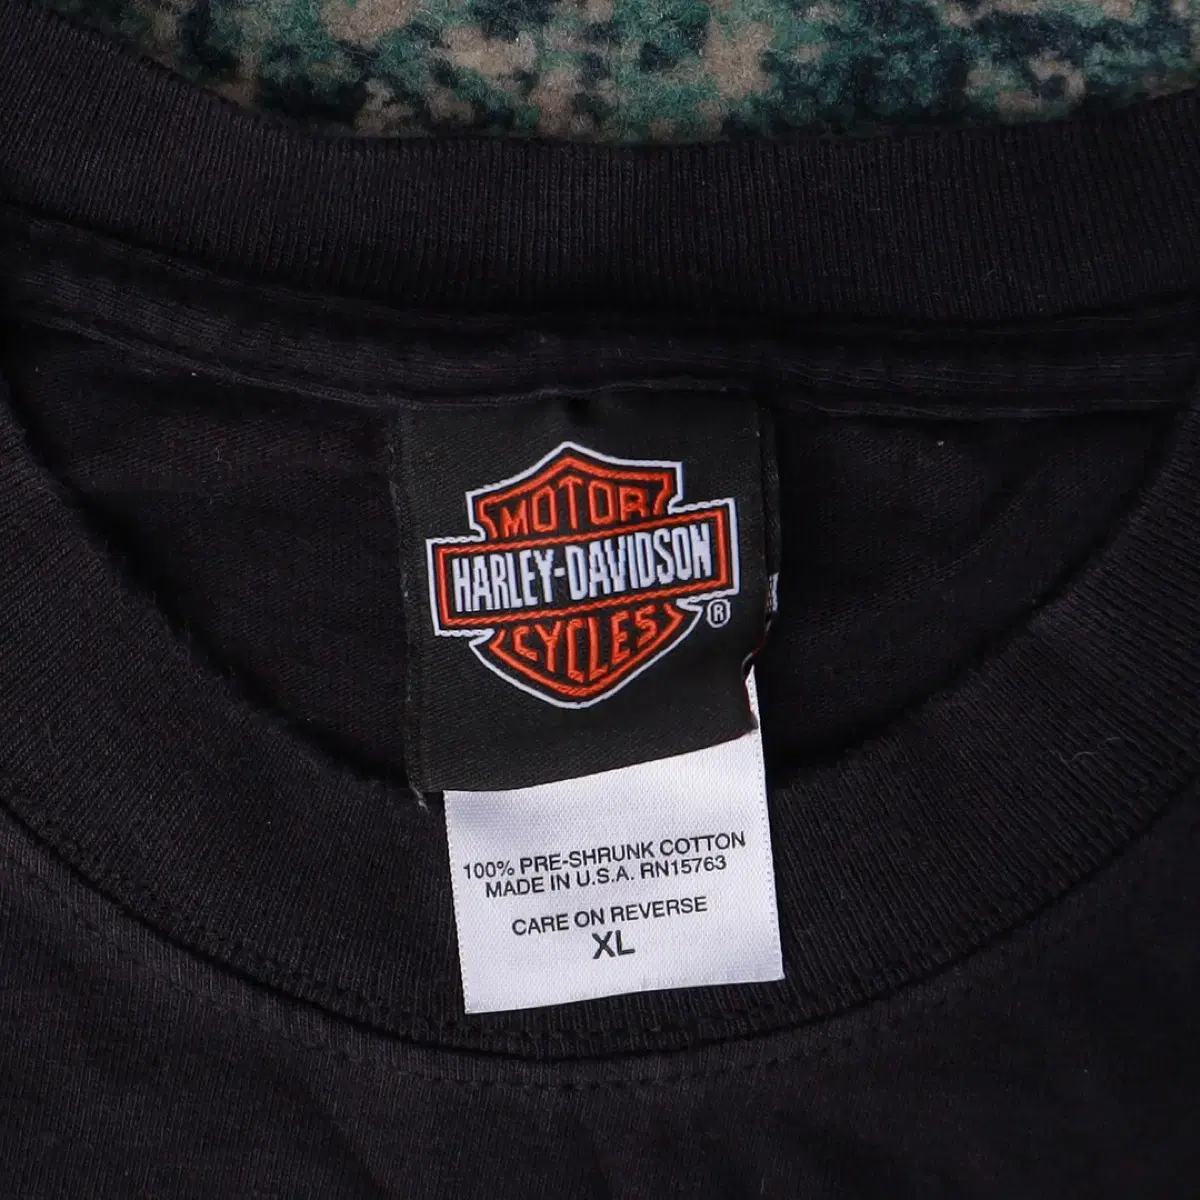 MOTOR
HARLEY-DAVIDSON
CYCLES
®
100% PRE-SHRUNK COTTON
MADE IN U.S.A. RN15763
CARE ON REVERSE
XL